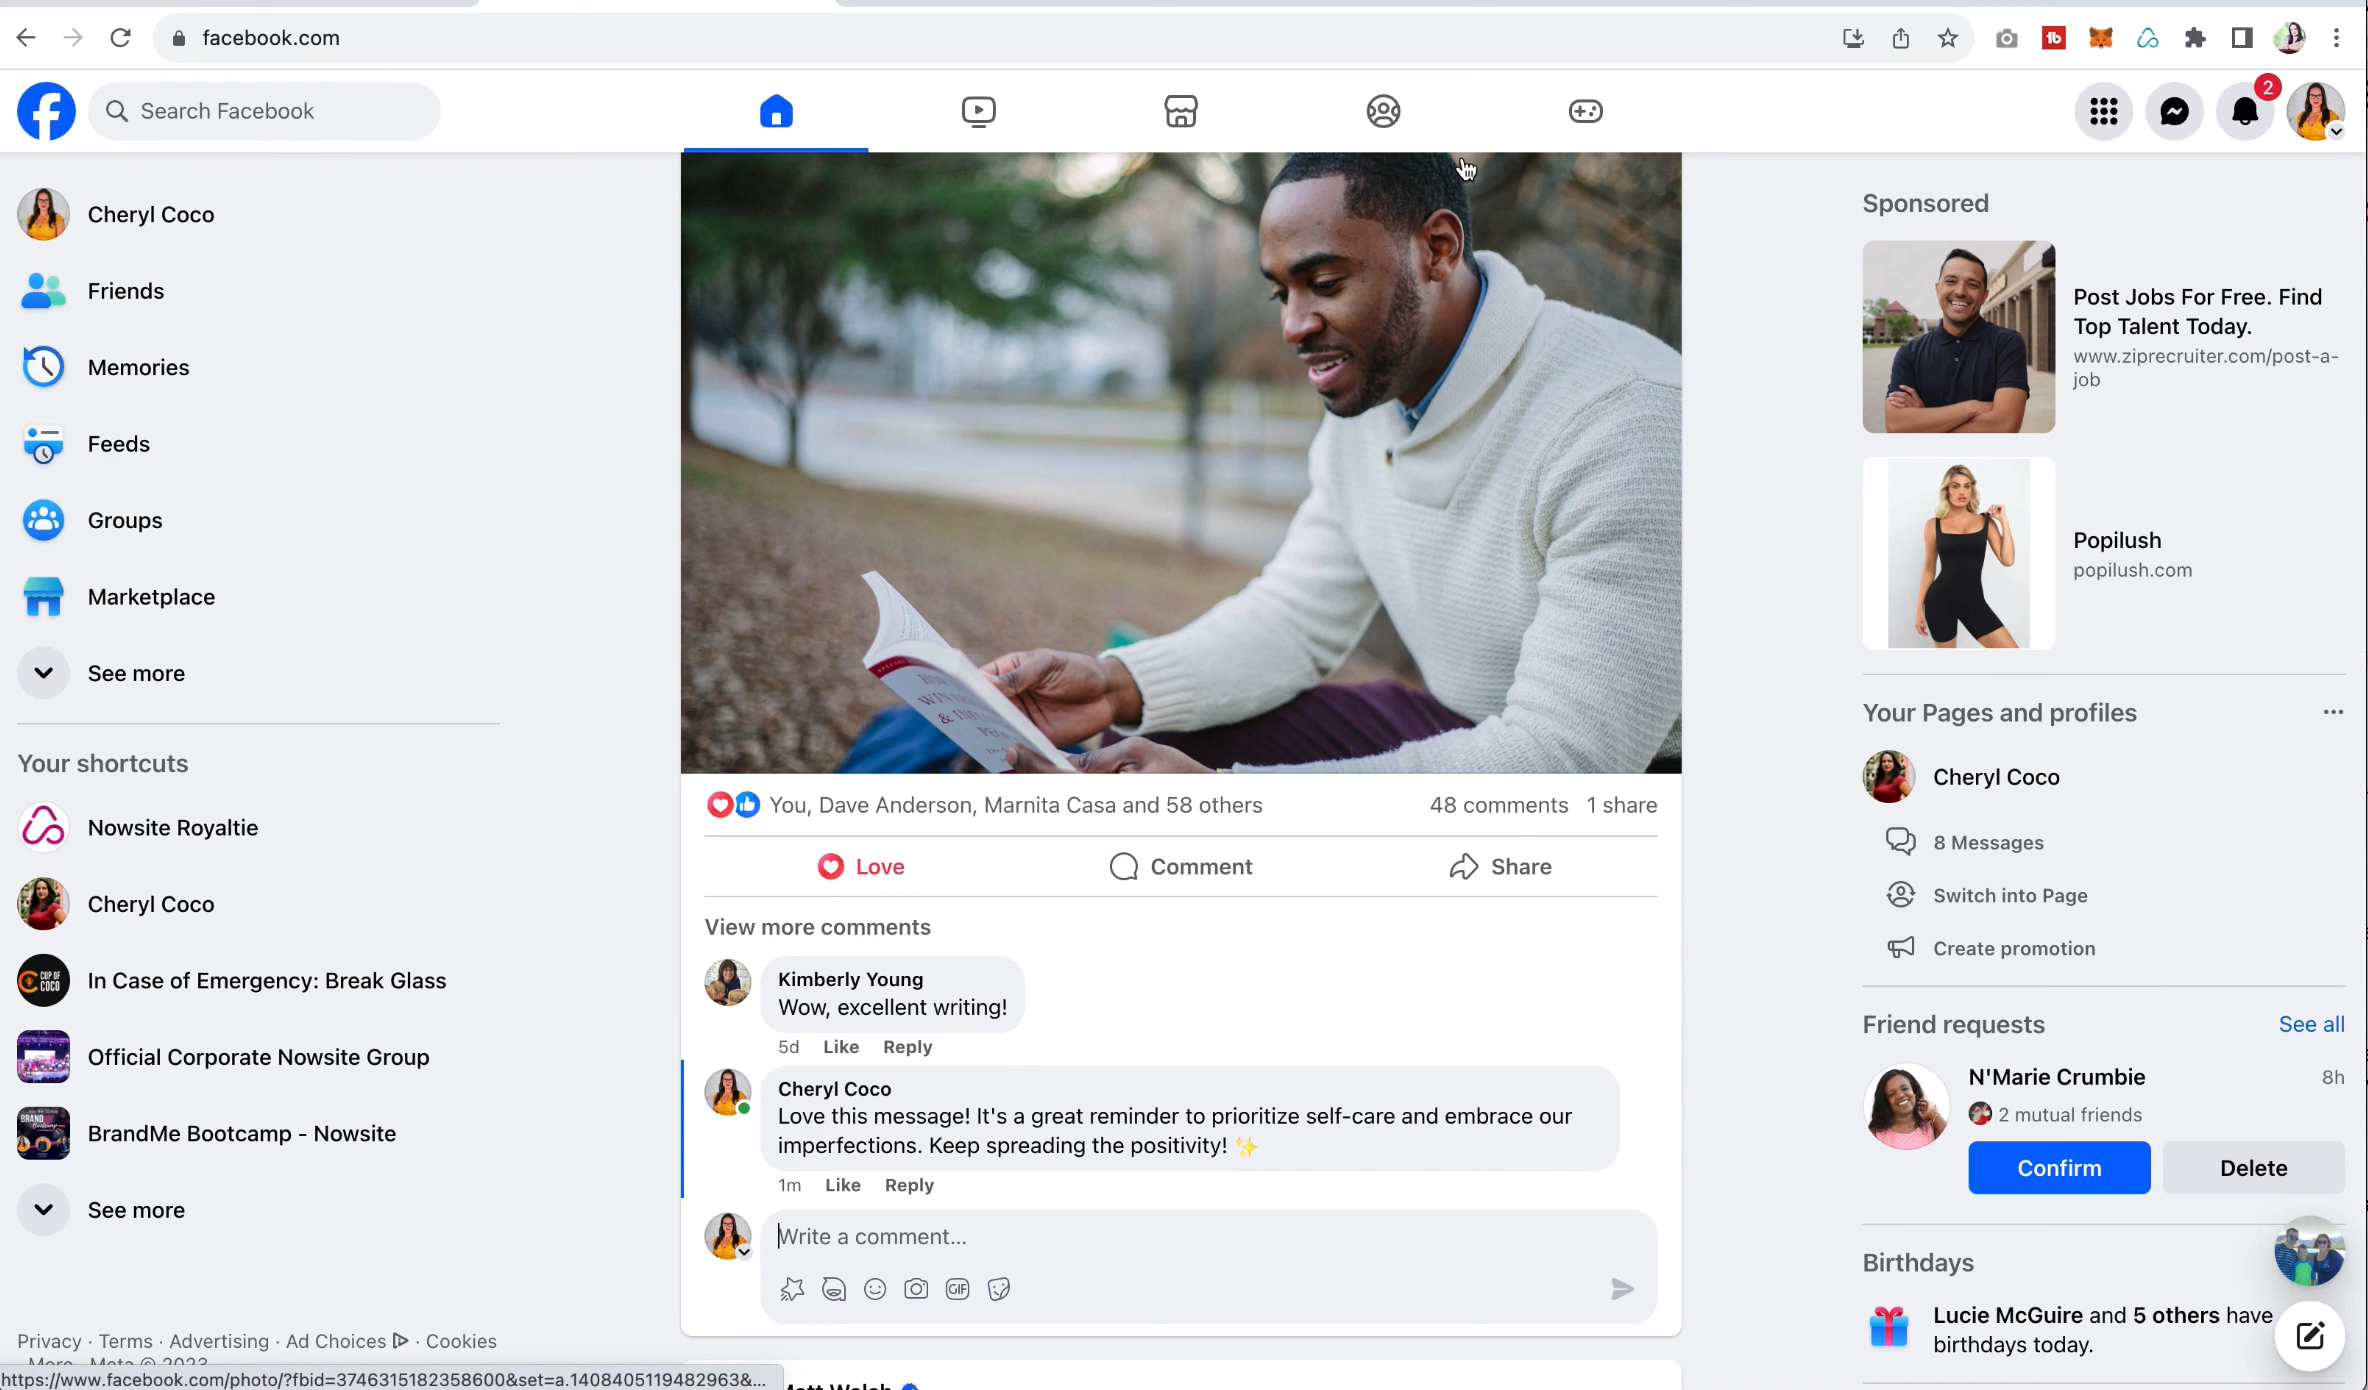 facebook.com
Search Facebook
2
Cheryl Coco
Friends
Memories
Feeds
Groups
Marketplace
See more
Your shortcuts
Nowsite Royaltie
Cheryl Coco
CUP OF
COCO
In Case of Emergency: Break Glass
Official Corporate Nowsite Group
BrandMe Bootcamp - Nowsite
See more
Privacy · Terms · Advertising · Ad Choices · Cookies
https://www.facebook.com/photo/?fbid=3746315182358600&set=a.1408405119482963&...
You, Dave Anderson, Marnita Casa and 58 others
48 comments 1 share
Love
Comment
Share
View more comments
Kimberly Young
Wow, excellent writing!
5d Like Reply
Cheryl Coco
Love this message! It's a great reminder to prioritize self-care and embrace our
imperfections. Keep spreading the positivity! ✨
1m Like Reply
Write a comment...
GIF
Sponsored
Post Jobs For Free. Find
Top Talent Today.
www.ziprecruiter.com/post-a-
job
Popilush
popilush.com
Your Pages and profiles
Cheryl Coco
8 Messages
Switch into Page
Create promotion
Friend requests
See all
N'Marie Crumbie
8h
2 mutual friends
Confirm
Delete
Birthdays
Lucie McGuire and 5 others have
birthdays today.